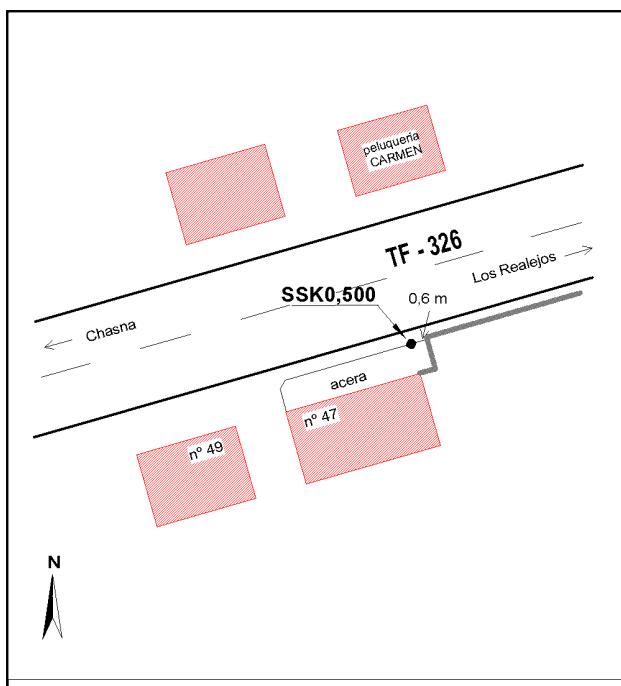 peluquería
CARMEN
TF - 326
Los Realejos
SSK0,500
0,6 m
Chasna
acera
nº 47
nº 49
N